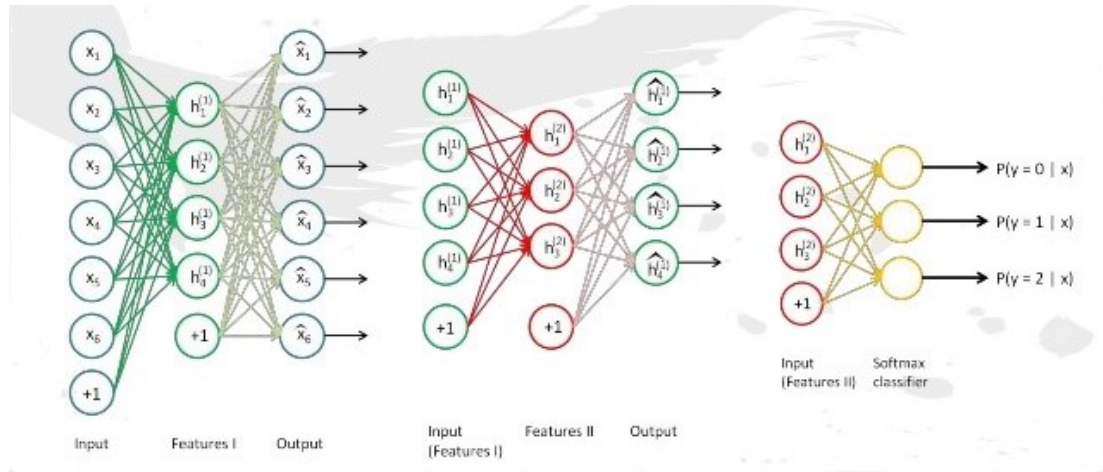 x₁
x₂
x₃
x₄
x₅
x₆
+1
Input
h₁⁽¹⁾
h₂⁽¹⁾
h₃⁽¹⁾
h₄⁽¹⁾
+1
Features I
x̂₁
x̂₂
x̂₃
x̂₄
x̂₅
x̂₆
Output
h₁⁽¹⁾
h₂⁽¹⁾
h₃⁽¹⁾
h₄⁽¹⁾
+1
Input
(Features I)
h₁⁽²⁾
h₂⁽²⁾
h₃⁽²⁾
+1
Features II
ĥ₁⁽¹⁾
ĥ₂⁽¹⁾
ĥ₃⁽¹⁾
ĥ₄⁽¹⁾
Output
h₁⁽²⁾
h₂⁽²⁾
h₃⁽²⁾
+1
Input
(Features II)
Softmax
classifier
P(y = 0 | x)
P(y = 1 | x)
P(y = 2 | x)